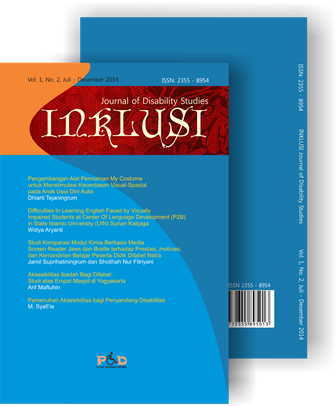 Vol. 1, No. 2, Juli - Desember 2014
ISSN: 2355 - 8954
Journal of Disability Studies
INKLUSI
Pengembangan Alat Permainan My Costume
untuk Menstimulasi Kecerdasan Visual-Spasial
pada Anak Usia Dini Autis
Dhiarti Tejaningrum
Difficulties In Learning English Faced by Visually
Impaired Students at Center Of Language Development (P2B)
in State Islamic University (UIN) Sunan Kalijaga
Widya Aryanti
Studi Komparasi Modul Kimia Berbasis Media
Screen Reader Jaws dan Braille terhadap Prestasi, motivasi,
dan Kemandirian Belajar Peserta Didik Difabel Netra
Jamil Suprihatiningrum dan Sholihah Nur Fitriyani
Aksesibilitas Ibadah Bagi Difabel:
Studi atas Empat Masjid di Yogyakarta
Arif Maftuhin
Pemenuhan Aksesibilitas bagi Penyandang Disabilitas
M. Syafi'ie
ISSN: 2355 - 8954
INKLUSI Journal of Disability Studies
Vol. 1, No. 2, Juli - Desember 2014